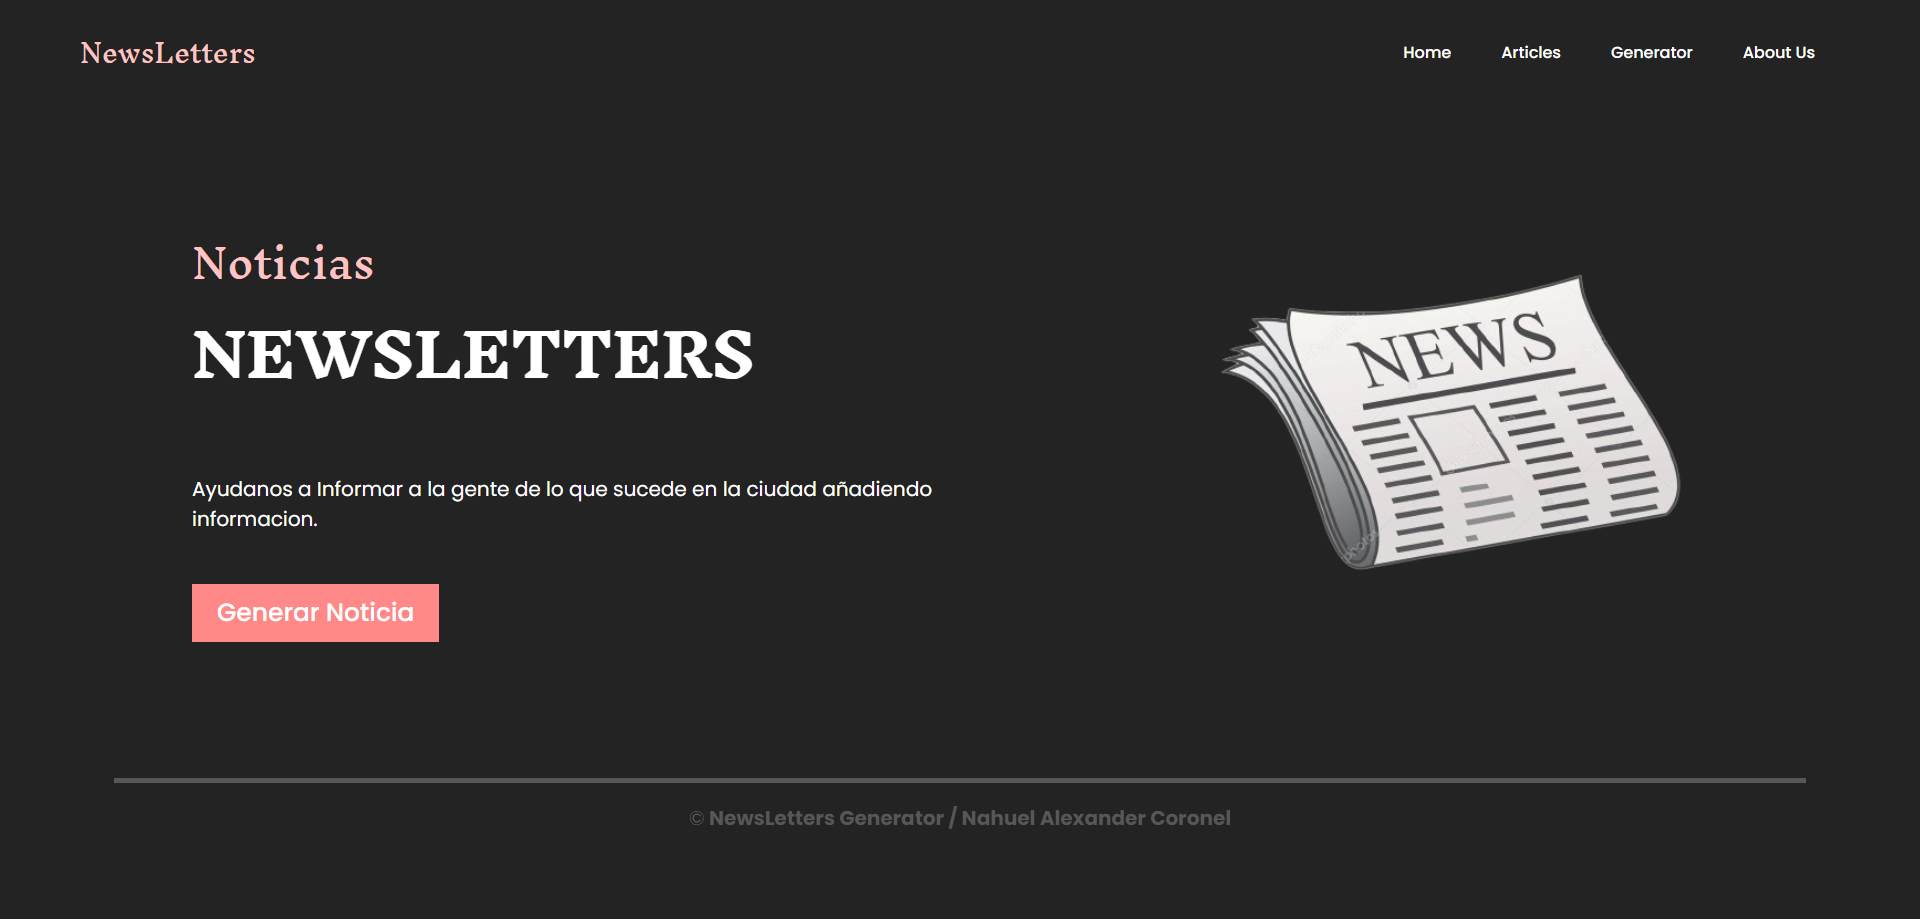 NewsLetters
Home Articles Generator About Us
Noticias
NEWSLETTERS
Ayudanos a Informar a la gente de lo que sucede en la ciudad añadiendo
informacion.
Generar Noticia
NEWS
© NewsLetters Generator / Nahuel Alexander Coronel